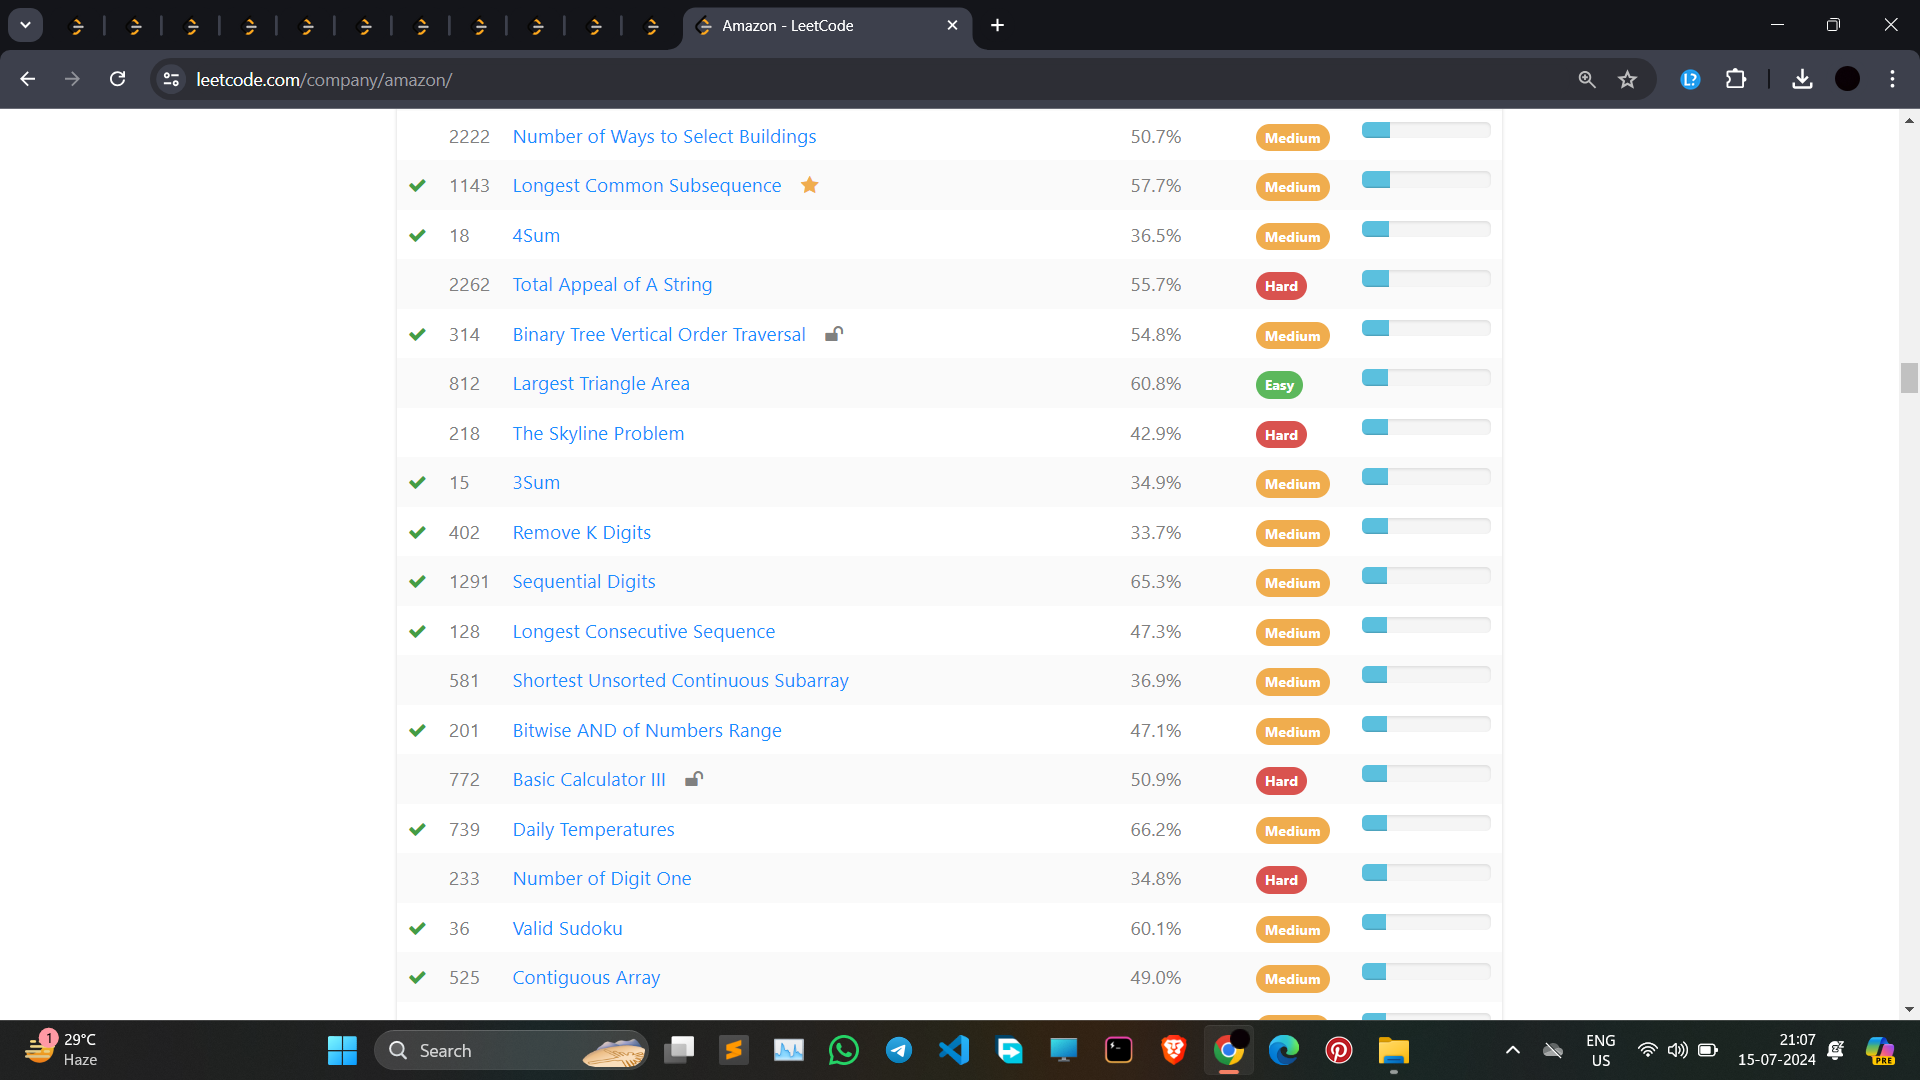 Amazon - LeetCode
leetcode.com/company/amazon/
L?
2222 Number of Ways to Select Buildings 50.7% Medium
1143 Longest Common Subsequence 57.7% Medium
18 4Sum 36.5% Medium
2262 Total Appeal of A String 55.7% Hard
314 Binary Tree Vertical Order Traversal 54.8% Medium
812 Largest Triangle Area 60.8% Easy
218 The Skyline Problem 42.9% Hard
15 3Sum 34.9% Medium
402 Remove K Digits 33.7% Medium
1291 Sequential Digits 65.3% Medium
128 Longest Consecutive Sequence 47.3% Medium
581 Shortest Unsorted Continuous Subarray 36.9% Medium
201 Bitwise AND of Numbers Range 47.1% Medium
772 Basic Calculator III 50.9% Hard
739 Daily Temperatures 66.2% Medium
233 Number of Digit One 34.8% Hard
36 Valid Sudoku 60.1% Medium
525 Contiguous Array 49.0% Medium
1
29°C
Haze
Search
ENG
US
21:07
15-07-2024
PRE